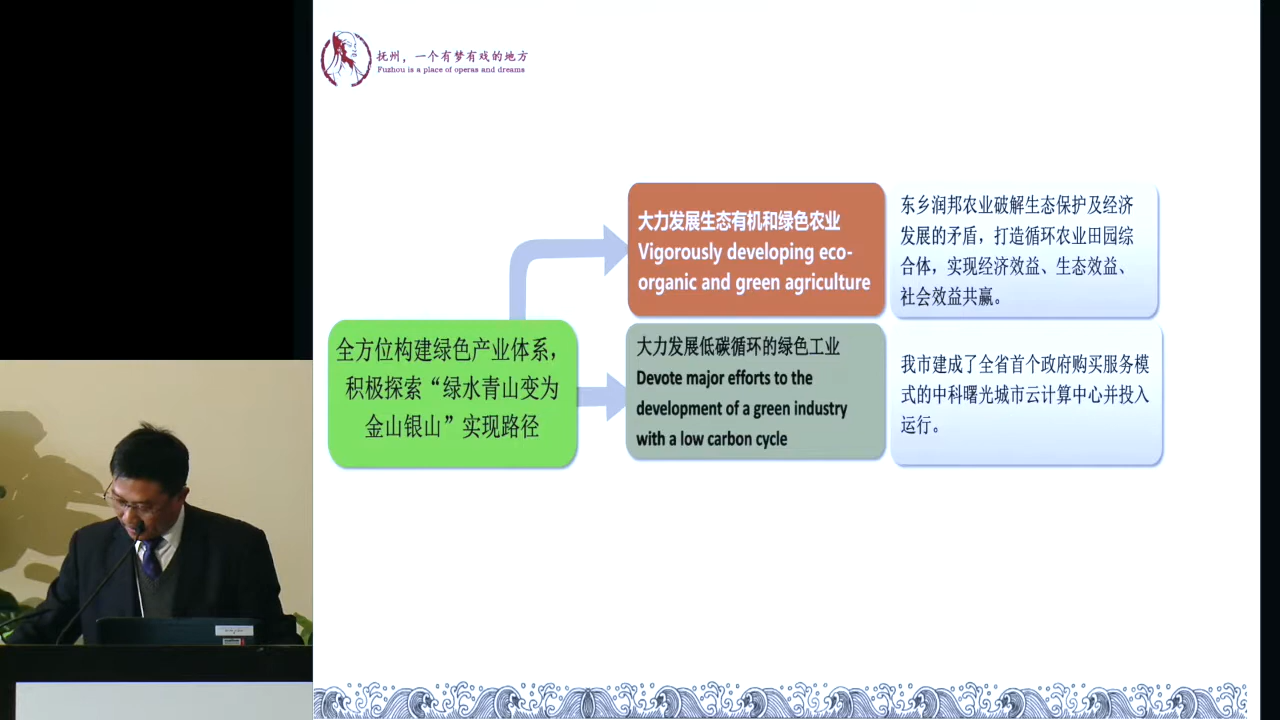 抚州，一个有梦有戏的地方
Fuzhou is a place of operas and dreams
大力发展生态有机和绿色农业
Vigorously developing eco-
organic and green agriculture
东乡润邦农业破解生态保护及经济
发展的矛盾，打造循环农业田园综
合体，实现经济效益、生态效益、
社会效益共赢。
全方位构建绿色产业体系，
积极探索“绿水青山变为
金山银山”实现路径
大力发展低碳循环的绿色工业
Devote major efforts to the
development of a green industry
with a low carbon cycle
我市建成了全省首个政府购买服务模
式的中科曙光城市云计算中心并投入
运行。